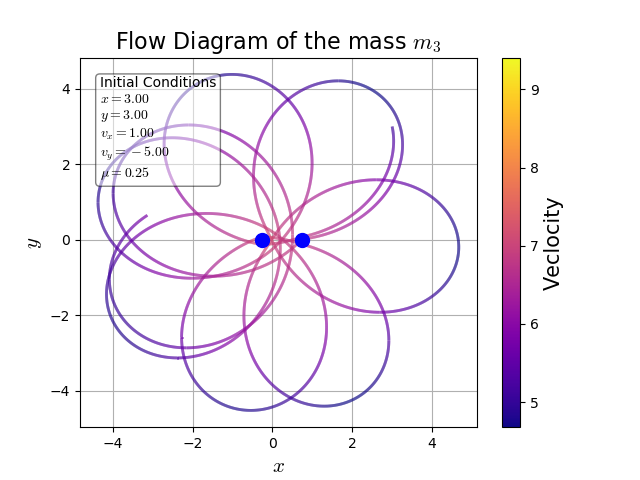 Flow Diagram of the mass m₃
Initial Conditions
x = 3.00
y = 3.00
vₓ = 1.00
v_y = −5.00
μ = 0.25
4
2
0
−2
−4
y
−4
−2
0
2
4
x
9
8
7
6
5
Veclocity